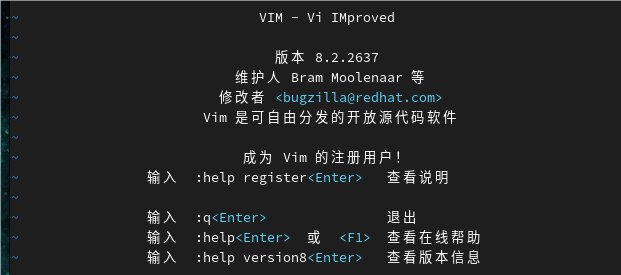 ~ VIM - Vi IMproved
~
~ 版本 8.2.2637
~ 维护人 Bram Moolenaar 等
~ 修改者 <bugzilla@redhat.com>
~ Vim 是可自由分发的开放源代码软件
~
~ 成为 Vim 的注册用户！
~ 输入 :help register<Enter> 查看说明
~
~ 输入 :q<Enter> 退出
~ 输入 :help<Enter> 或 <F1> 查看在线帮助
~ 输入 :help version8<Enter> 查看版本信息